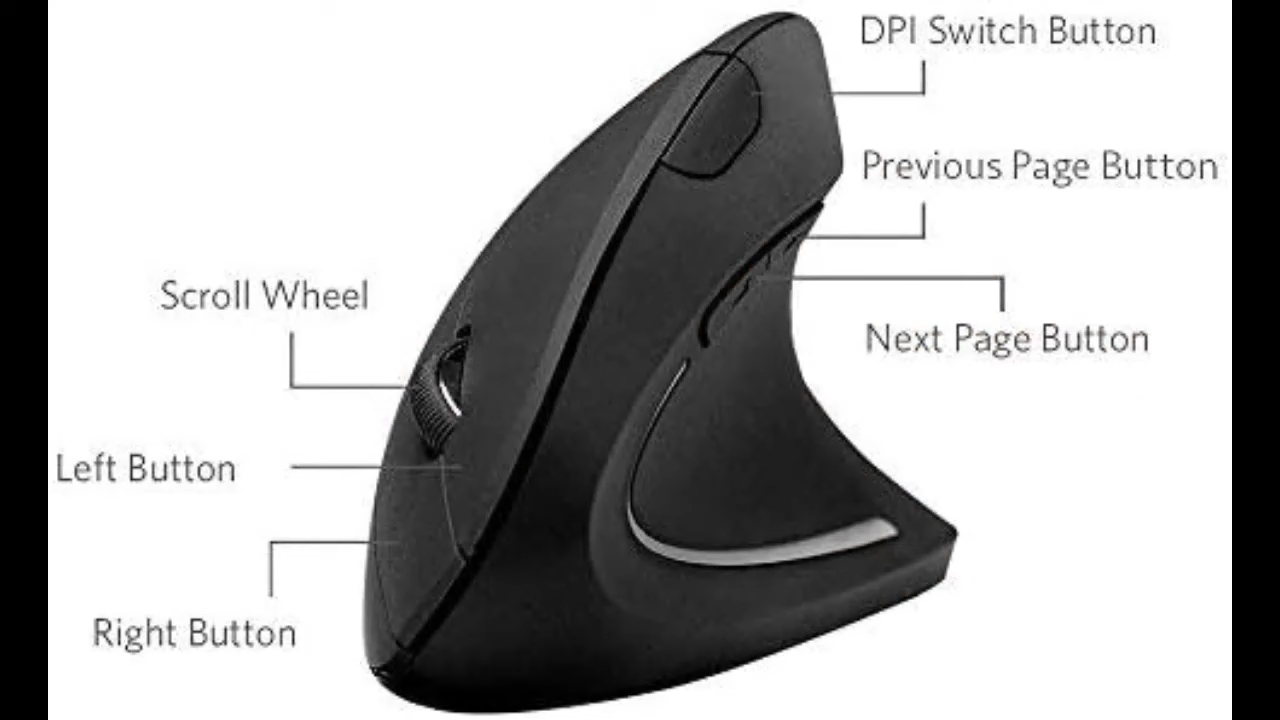 DPI Switch Button
Previous Page Button
Scroll Wheel
Next Page Button
Left Button
Right Button